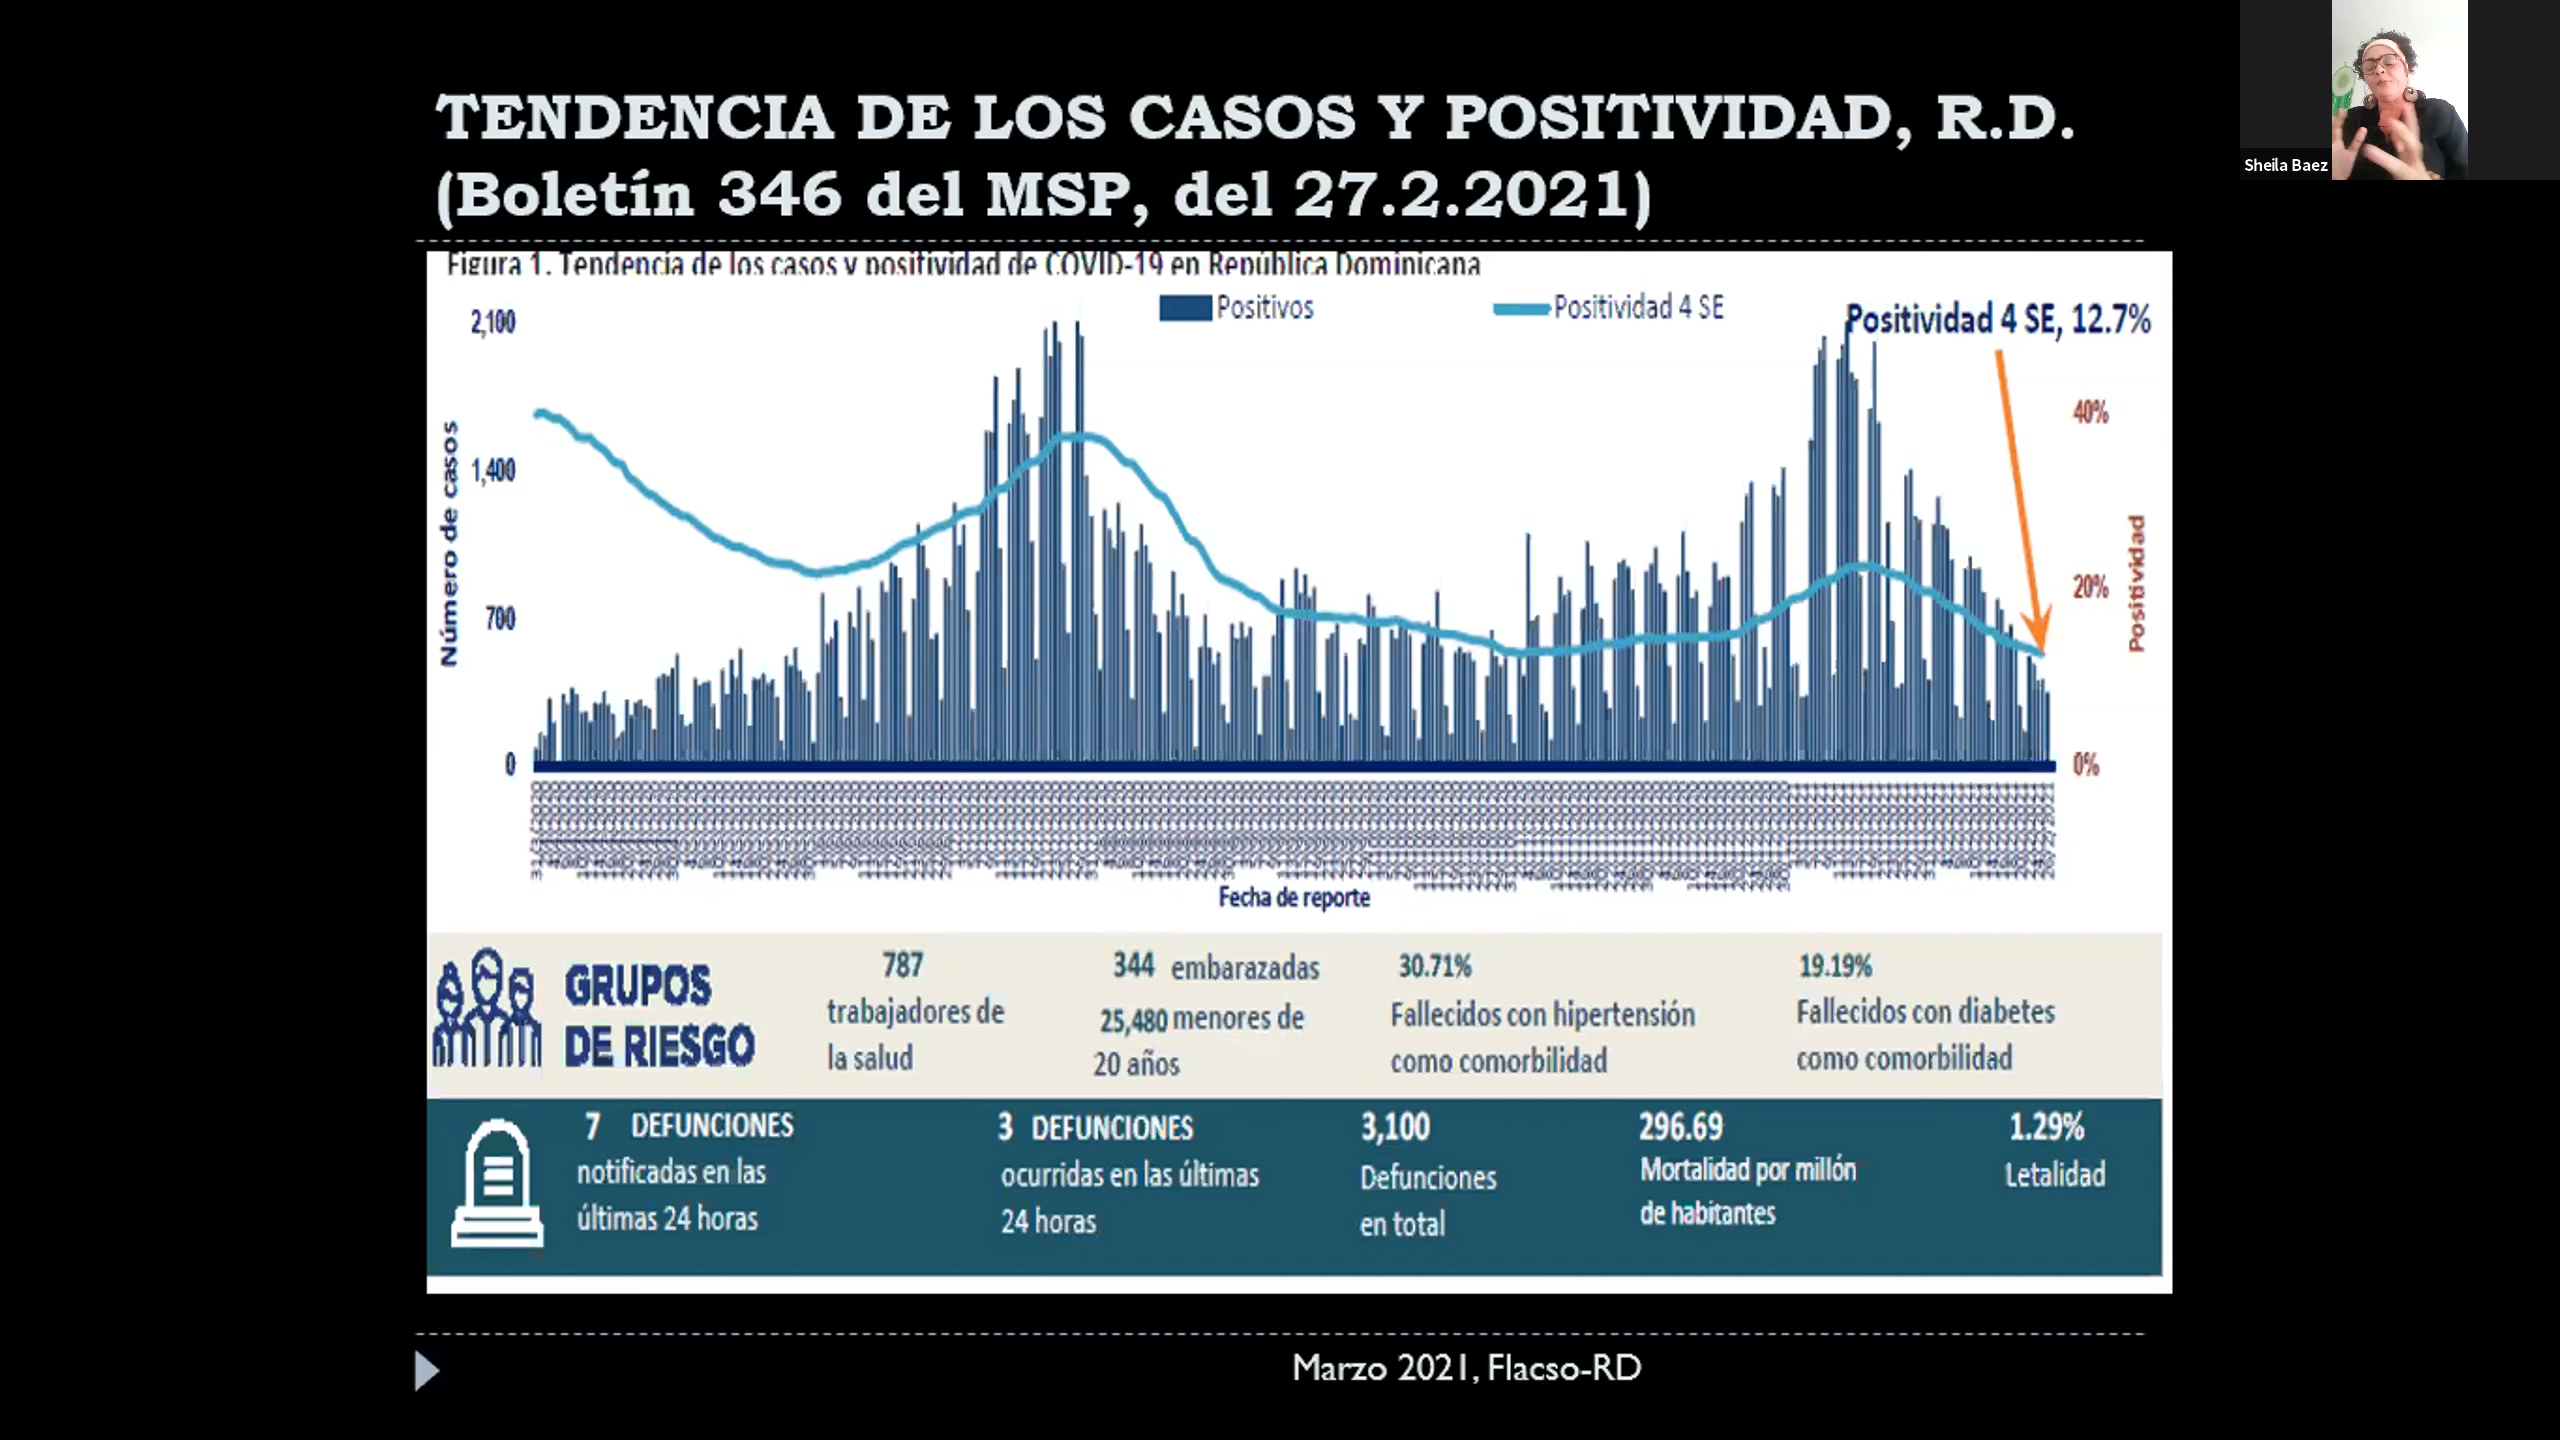 TENDENCIA DE LOS CASOS Y POSITIVIDAD, R.D.
(Boletín 346 del MSP, del 27.2.2021)
Sheila Baez
Figura 1. Tendencia de los casos y positividad de COVID-19 en República Dominicana
Positivos
Positividad 4 SE
Positividad 4 SE, 12.7%
Número de casos
2,100
1,400
700
0
40%
20%
0%
Positividad
Fecha de reporte
GRUPOS
DE RIESGO
787
trabajadores de
la salud
344 embarazadas
25,480 menores de
20 años
30.71%
Fallecidos con hipertensión
como comorbilidad
19.19%
Fallecidos con diabetes
como comorbilidad
7 DEFUNCIONES
notificadas en las
últimas 24 horas
3 DEFUNCIONES
ocurridas en las últimas
24 horas
3,100
Defunciones
en total
296.69
Mortalidad por millón
de habitantes
1.29%
Letalidad
Marzo 2021, Flacso-RD